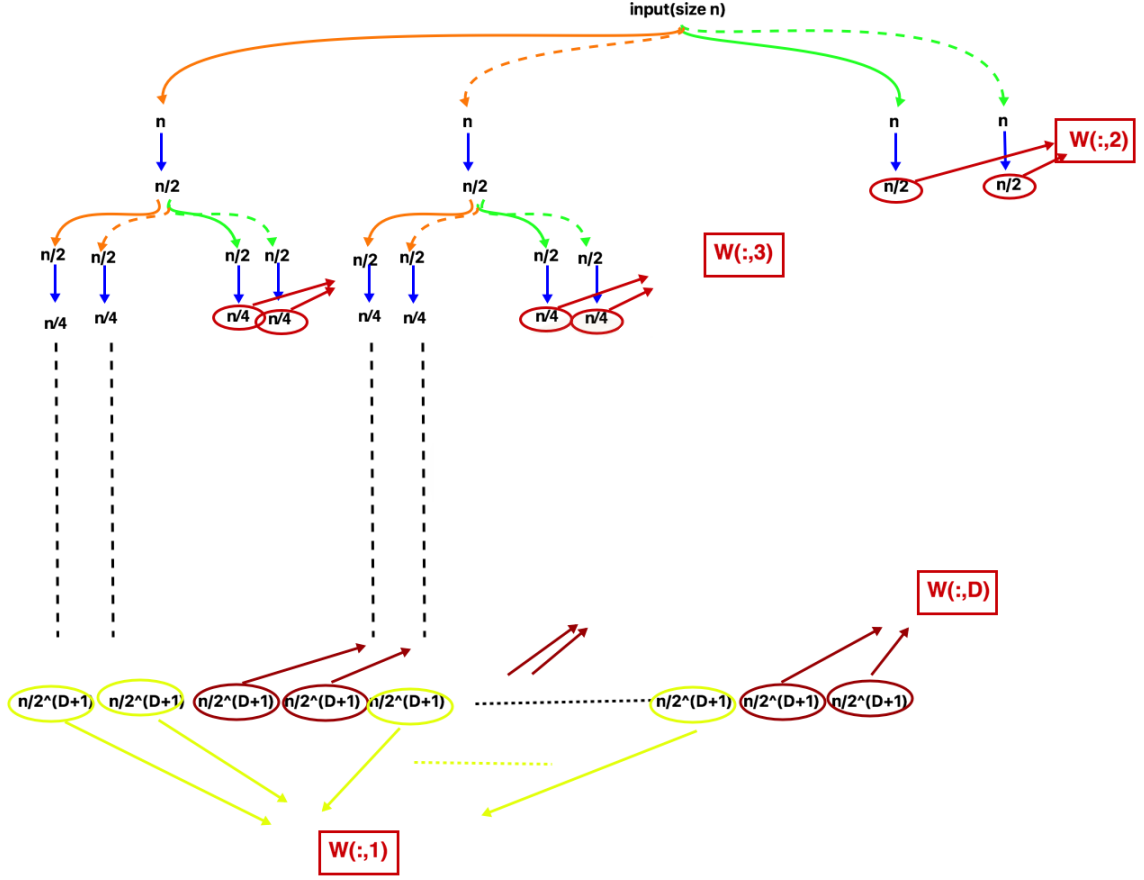 input(size n)
n n n n
W(:,2)
n/2 n/2 n/2 n/2
n/2 n/2 n/2 n/2 n/2 n/2 n/2 n/2
W(:,3)
n/4 n/4 n/4 n/4 n/4 n/4 n/4 n/4
W(:,D)
n/2^(D+1) n/2^(D+1) n/2^(D+1) n/2^(D+1) n/2^(D+1) n/2^(D+1) n/2^(D+1) n/2^(D+1)
W(:,1)